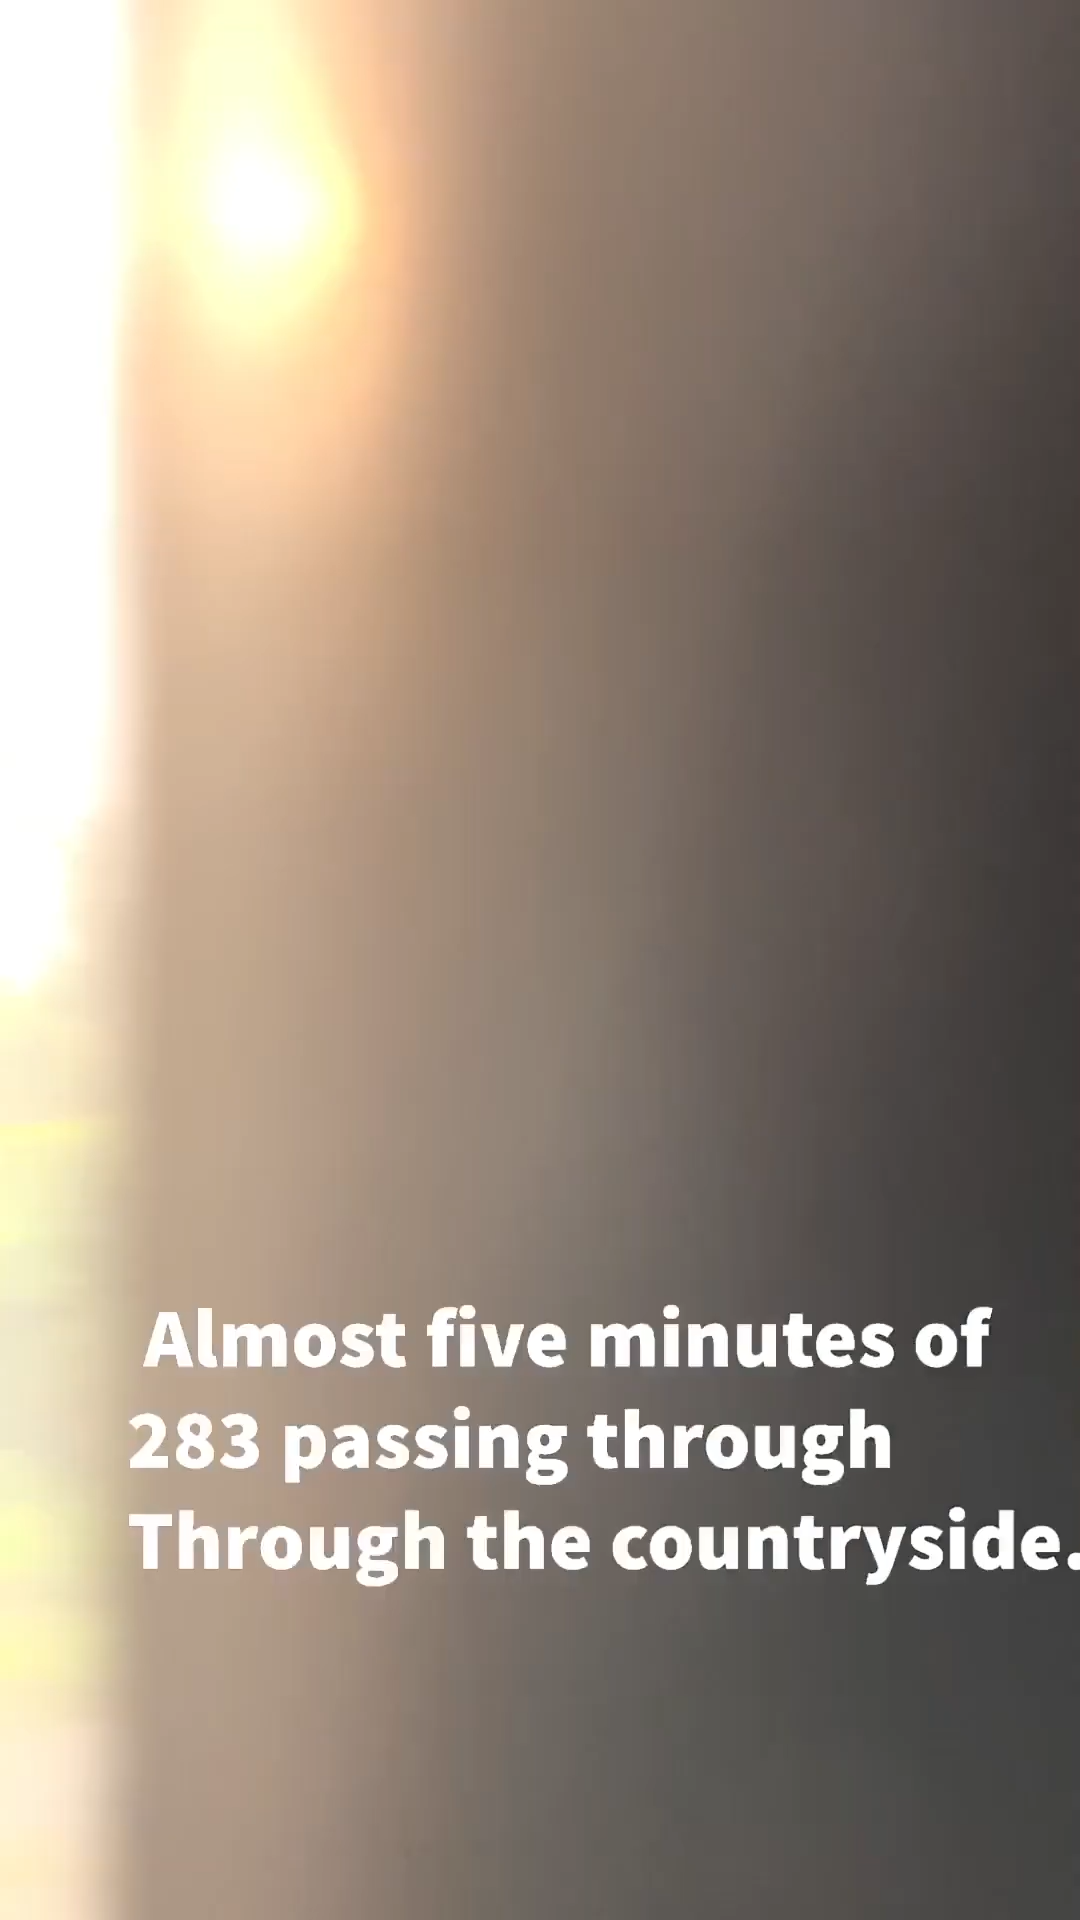 Almost five minutes of
283 passing through
Through the countryside.